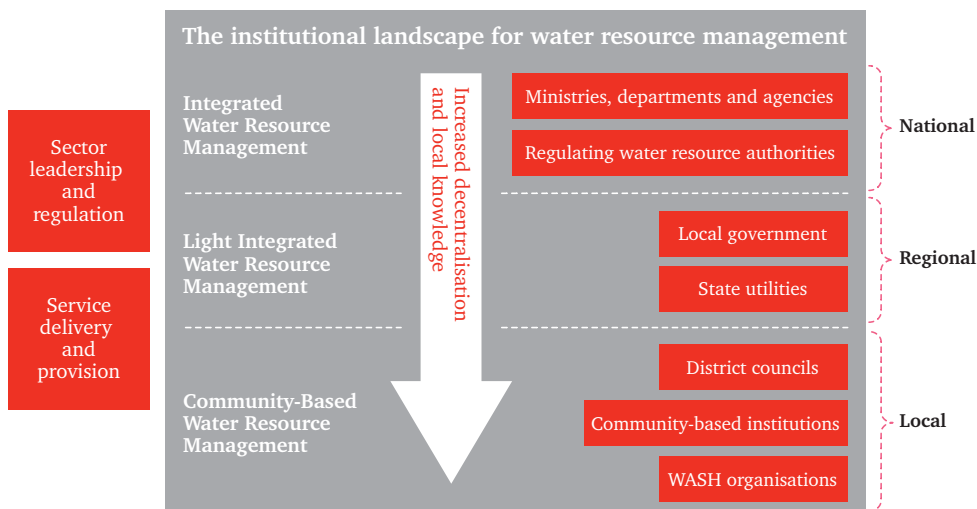 The institutional landscape for water resource management
Sector
leadership
and
regulation
Service
delivery
and
provision
Integrated
Water Resource
Management
Light Integrated
Water Resource
Management
Community-Based
Water Resource
Management
Increased decentralisation
and local knowledge
Ministries, departments and agencies
Regulating water resource authorities
Local government
State utilities
District councils
Community-based institutions
WASH organisations
National
Regional
Local